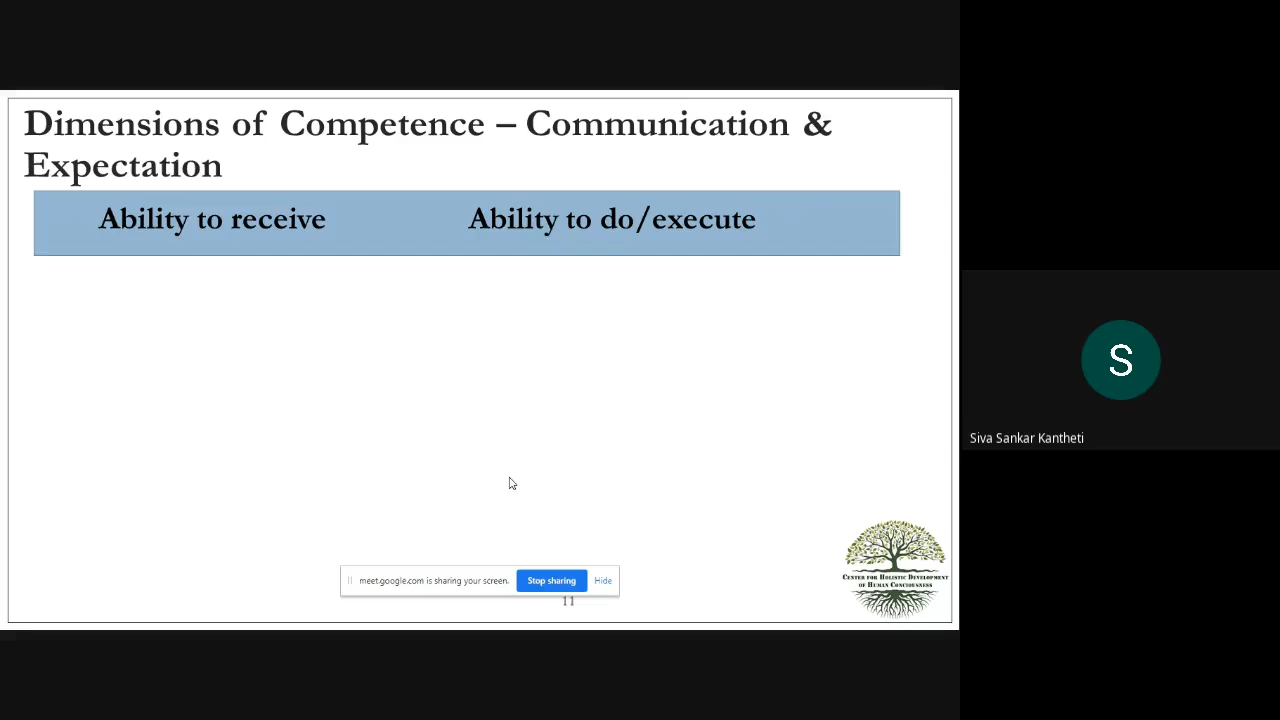 Dimensions of Competence – Communication &
Expectation
Ability to receive
Ability to do/execute
S
Siva Sankar Kantheti
CENTER FOR HOLISTIC DEVELOPMENT
OF HUMAN CONCIOUSNESS
meet.google.com is sharing your screen.
Stop sharing
Hide
11